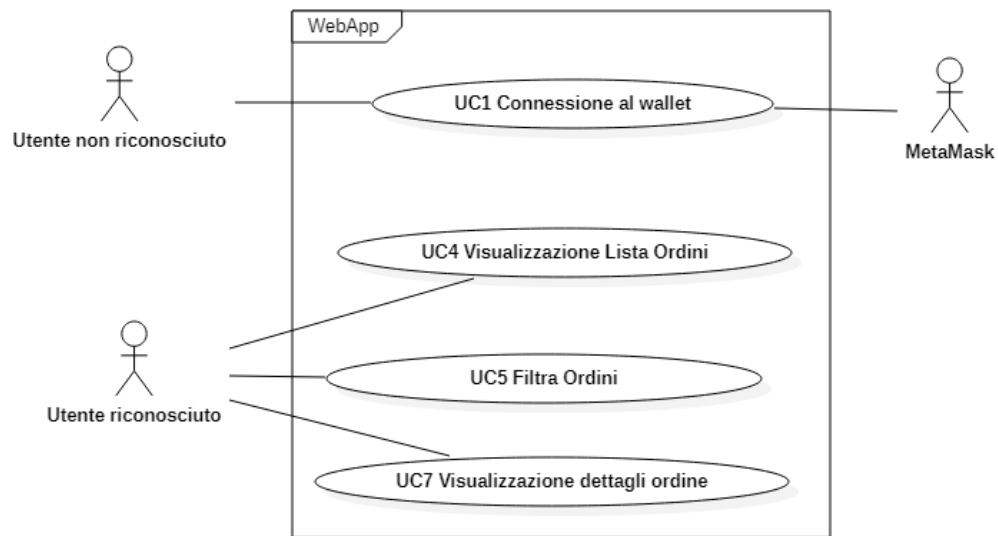 WebApp
UC1 Connessione al wallet
Utente non riconosciuto
MetaMask
UC4 Visualizzazione Lista Ordini
UC5 Filtra Ordini
Utente riconosciuto
UC7 Visualizzazione dettagli ordine